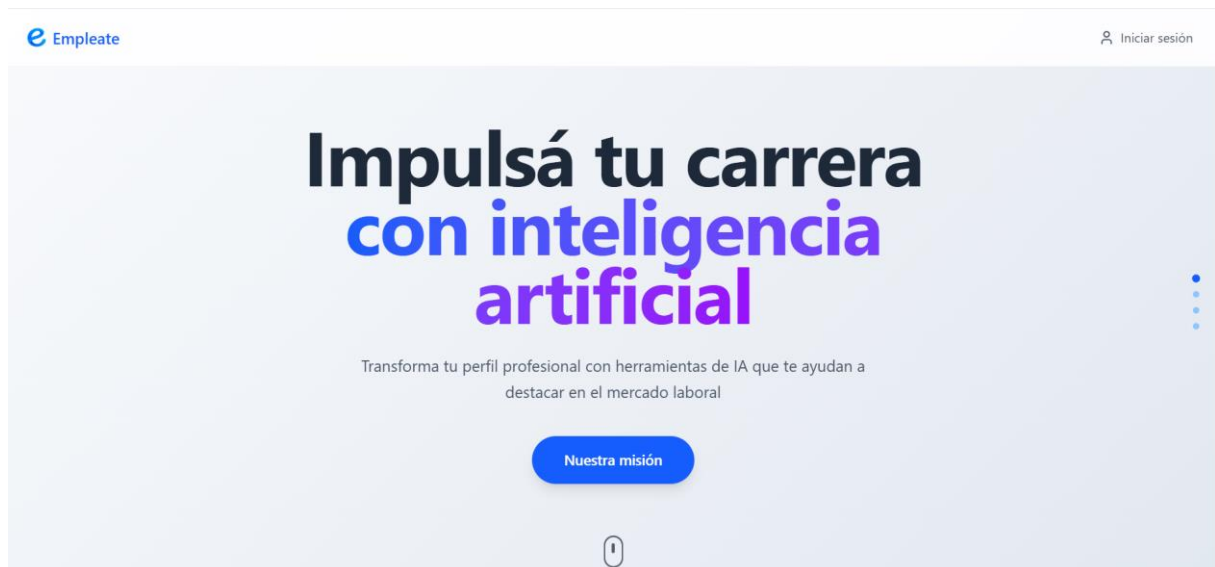 Empleate
Iniciar sesión
Impulsá tu carrera
con inteligencia
artificial
Transforma tu perfil profesional con herramientas de IA que te ayudan a
destacar en el mercado laboral
Nuestra misión